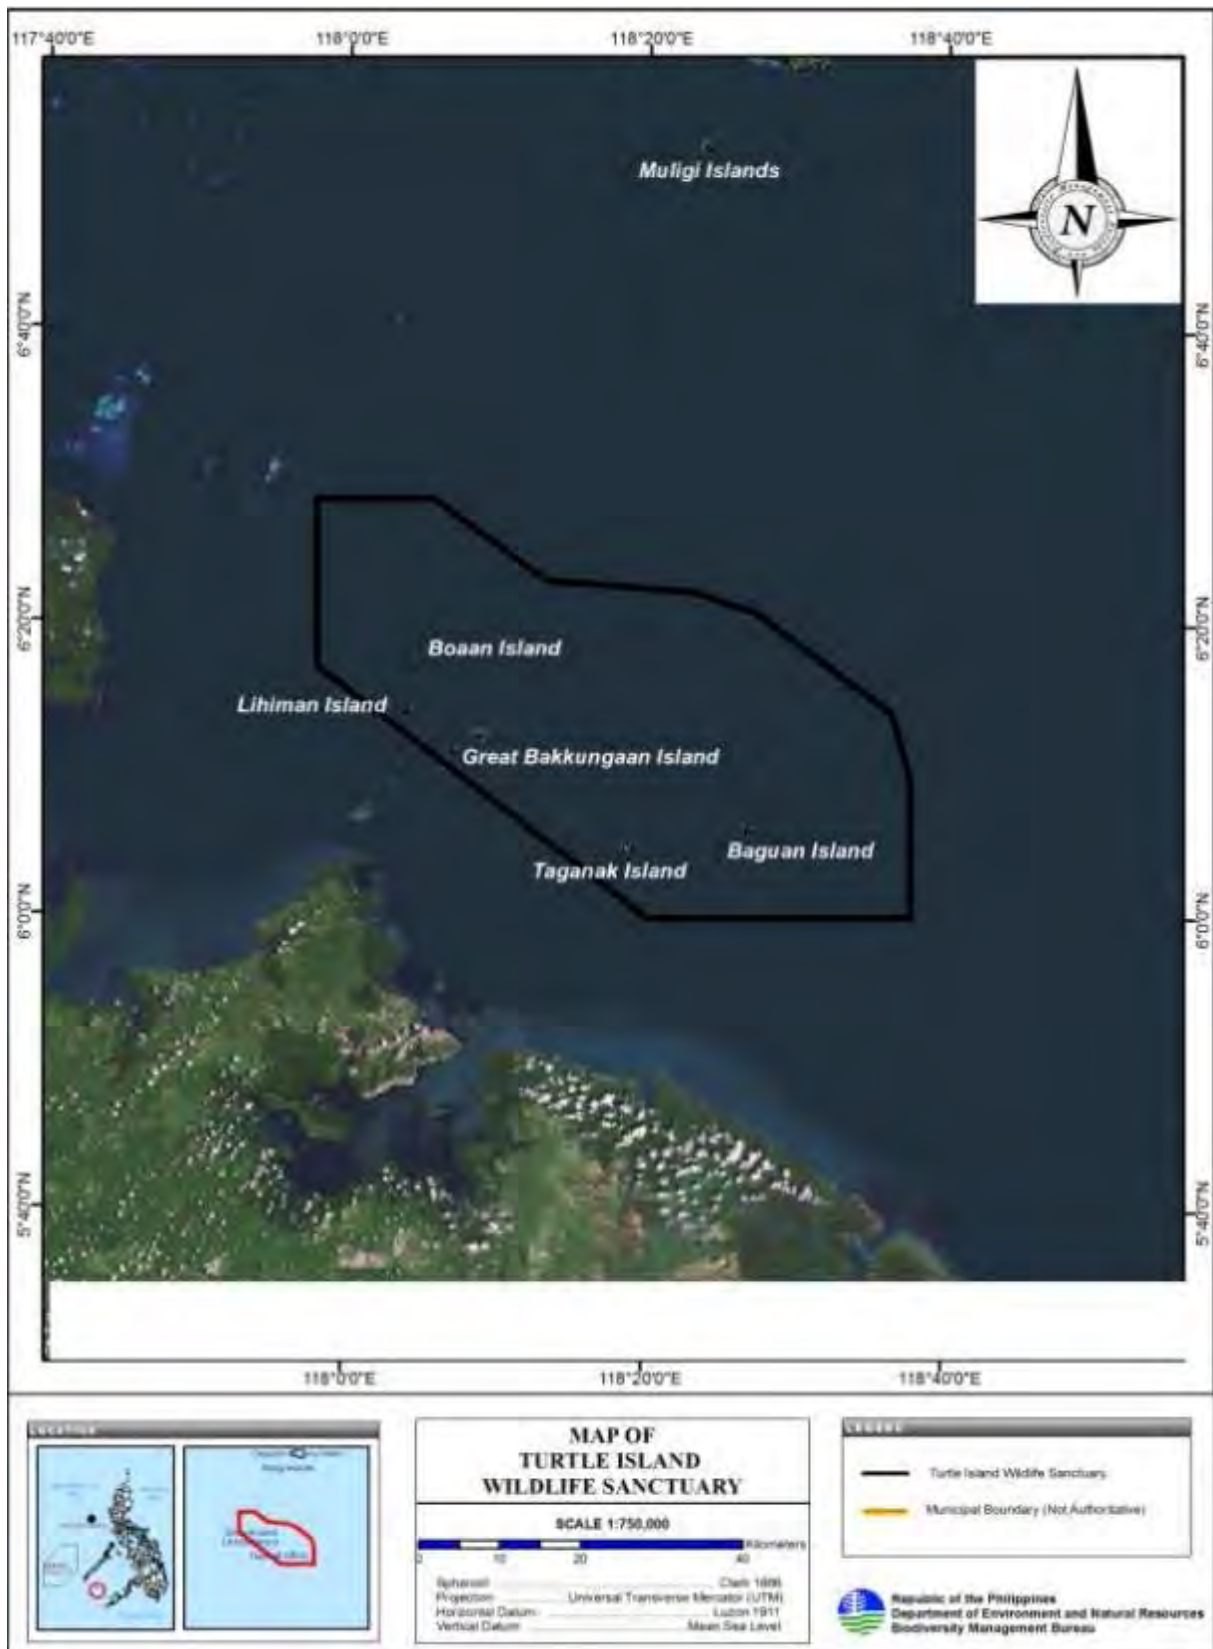 117°40'0"E 118°0'0"E 118°20'0"E 118°40'0"E
Muligi Islands
N
6°40'0"N 6°40'0"N
6°20'0"N 6°20'0"N
Boaan Island
Lihiman Island
Great Bakkungaan Island
Baguan Island
Taganak Island
6°0'0"N 6°0'0"N
5°40'0"N 5°40'0"N
118°0'0"E 118°20'0"E 118°40'0"E
LOCATION
MAP OF
TURTLE ISLAND
WILDLIFE SANCTUARY
SCALE 1:750,000
Kilometers
0 10 20 40
Spheroid Clark 1866
Projection Universal Transverse Mercator (UTM)
Horizontal Datum Luzon 1911
Vertical Datum Mean Sea Level
LEGEND
Turtle Island Wildlife Sanctuary
Municipal Boundary (Not Authoritative)
Republic of the Philippines
Department of Environment and Natural Resources
Biodiversity Management Bureau